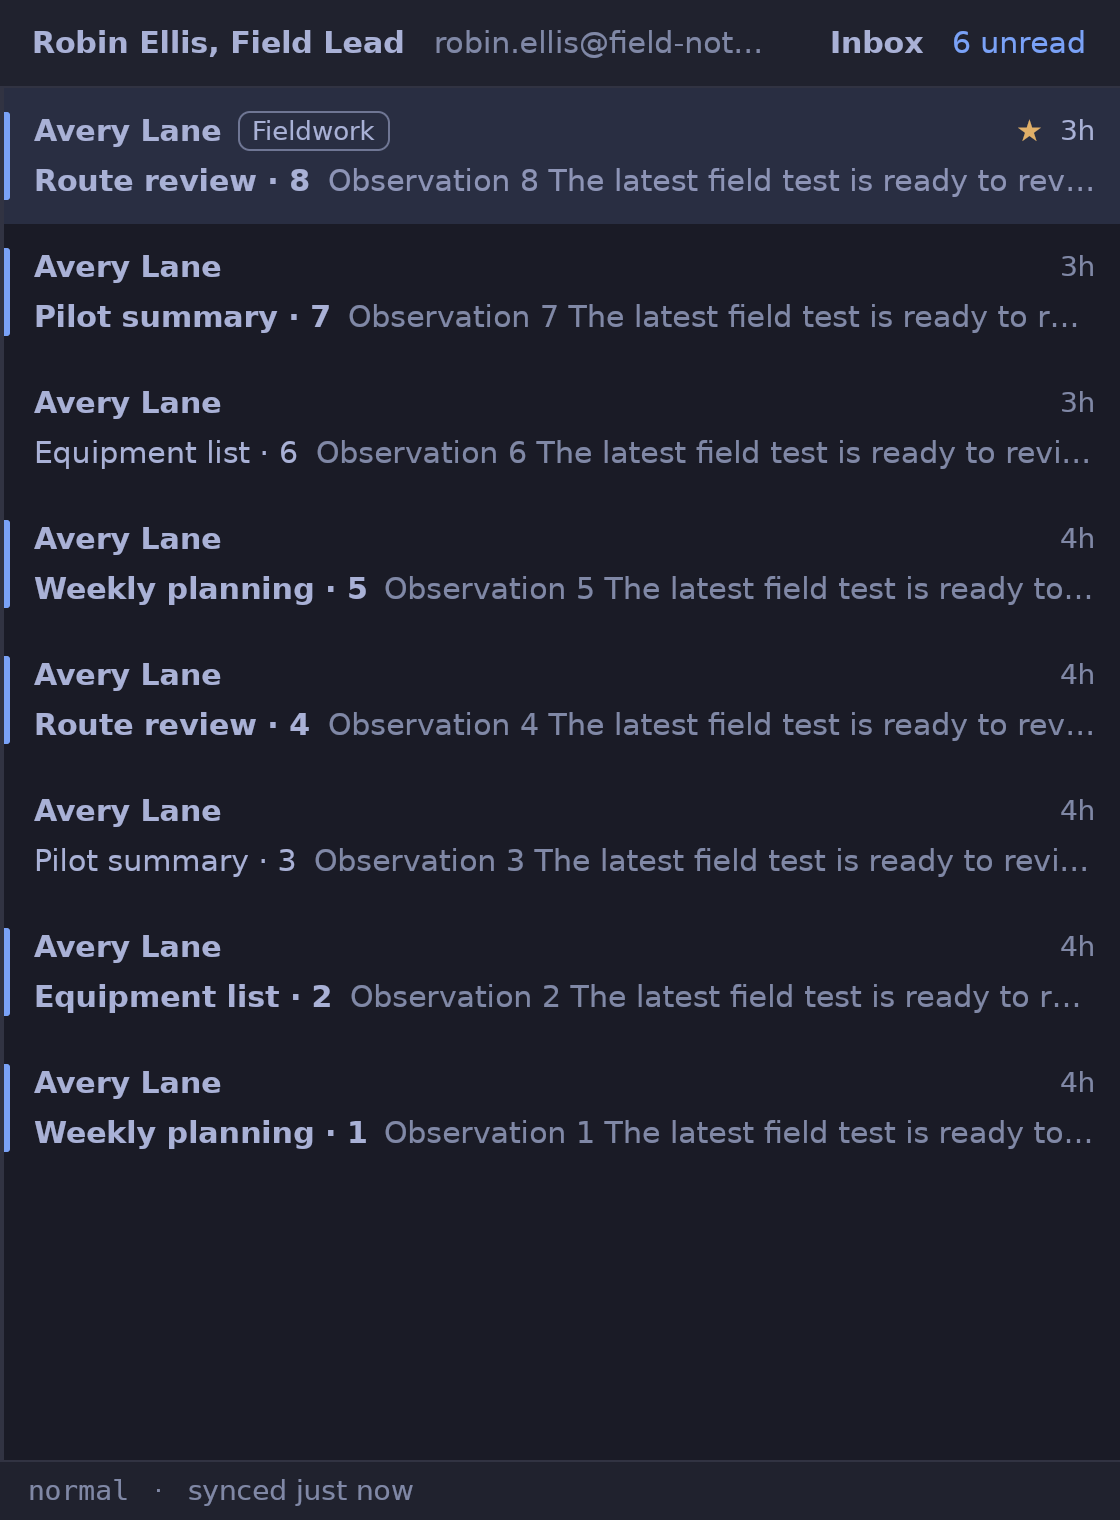 Robin Ellis, Field Lead robin.ellis@field-not… Inbox 6 unread
Avery Lane Fieldwork ★ 3h
Route review · 8 Observation 8 The latest field test is ready to rev…
Avery Lane 3h
Pilot summary · 7 Observation 7 The latest field test is ready to r…
Avery Lane 3h
Equipment list · 6 Observation 6 The latest field test is ready to revi…
Avery Lane 4h
Weekly planning · 5 Observation 5 The latest field test is ready to…
Avery Lane 4h
Route review · 4 Observation 4 The latest field test is ready to rev…
Avery Lane 4h
Pilot summary · 3 Observation 3 The latest field test is ready to revi…
Avery Lane 4h
Equipment list · 2 Observation 2 The latest field test is ready to r…
Avery Lane 4h
Weekly planning · 1 Observation 1 The latest field test is ready to…
normal · synced just now